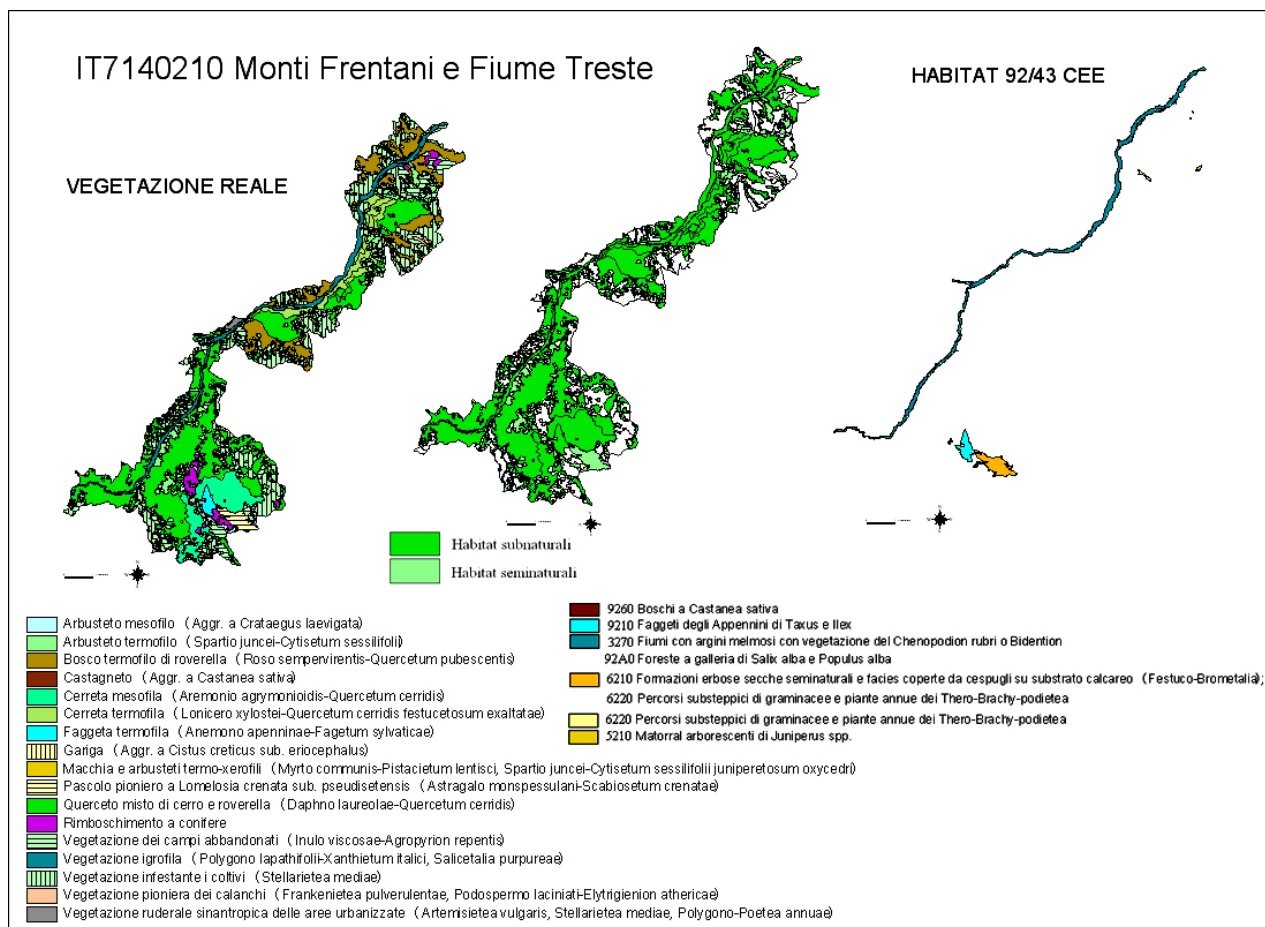 IT7140210 Monti Frentani e Fiume Treste
HABITAT 92/43 CEE
VEGETAZIONE REALE
Habitat subnaturali
Habitat seminaturali
Arbusteto mesofilo (Aggr. a Crataegus laevigata)
Arbusteto termofilo (Spartio juncei-Cytisetum sessilifolii)
Bosco termofilo di roverella (Roso sempervirentis-Quercetum pubescentis)
Castagneto (Aggr. a Castanea sativa)
Cerreta mesofila (Aremonio agrymonioidis-Quercetum cerridis)
Cerreta termofila (Lonicero xylostei-Quercetum cerridis festucetosum exaltatae)
Faggeta termofila (Anemono apenninae-Fagetum sylvaticae)
Gariga (Aggr. a Cistus creticus sub. eriocephalus)
Macchia e arbusteti termo-xerofili (Myrto communis-Pistacietum lentisci, Spartio juncei-Cytisetum sessilifolii juniperetosum oxycedri)
Pascolo pioniero a Lomelosia crenata sub. pseudisetensis (Astragalo monspessulani-Scabiosetum crenatae)
Querceto misto di cerro e roverella (Daphno laureolae-Quercetum cerridis)
Rimboschimento a conifere
Vegetazione dei campi abbandonati (Inulo viscosae-Agropyrion repentis)
Vegetazione igrofila (Polygono lapathifolii-Xanthietum italici, Salicetalia purpureae)
Vegetazione infestante i coltivi (Stellarietea mediae)
Vegetazione pioniera dei calanchi (Frankenietea pulverulentae, Podospermo laciniati-Elytrigienion athericae)
Vegetazione ruderale sinantropica delle aree urbanizzate (Artemisietea vulgaris, Stellarietea mediae, Polygono-Poetea annuae)
9260 Boschi a Castanea sativa
9210 Faggeti degli Appennini di Taxus e Ilex
3270 Fiumi con argini melmosi con vegetazione del Chenopodion rubri o Bidention
92A0 Foreste a galleria di Salix alba e Populus alba
6210 Formazioni erbose secche seminaturali e facies coperte da cespugli su substrato calcareo (Festuco-Brometalia);
6220 Percorsi substeppici di graminacee e piante annue dei Thero-Brachy-podietea
6220 Percorsi substeppici di graminacee e piante annue dei Thero-Brachy-podietea
5210 Matorral arborescenti di Juniperus spp.